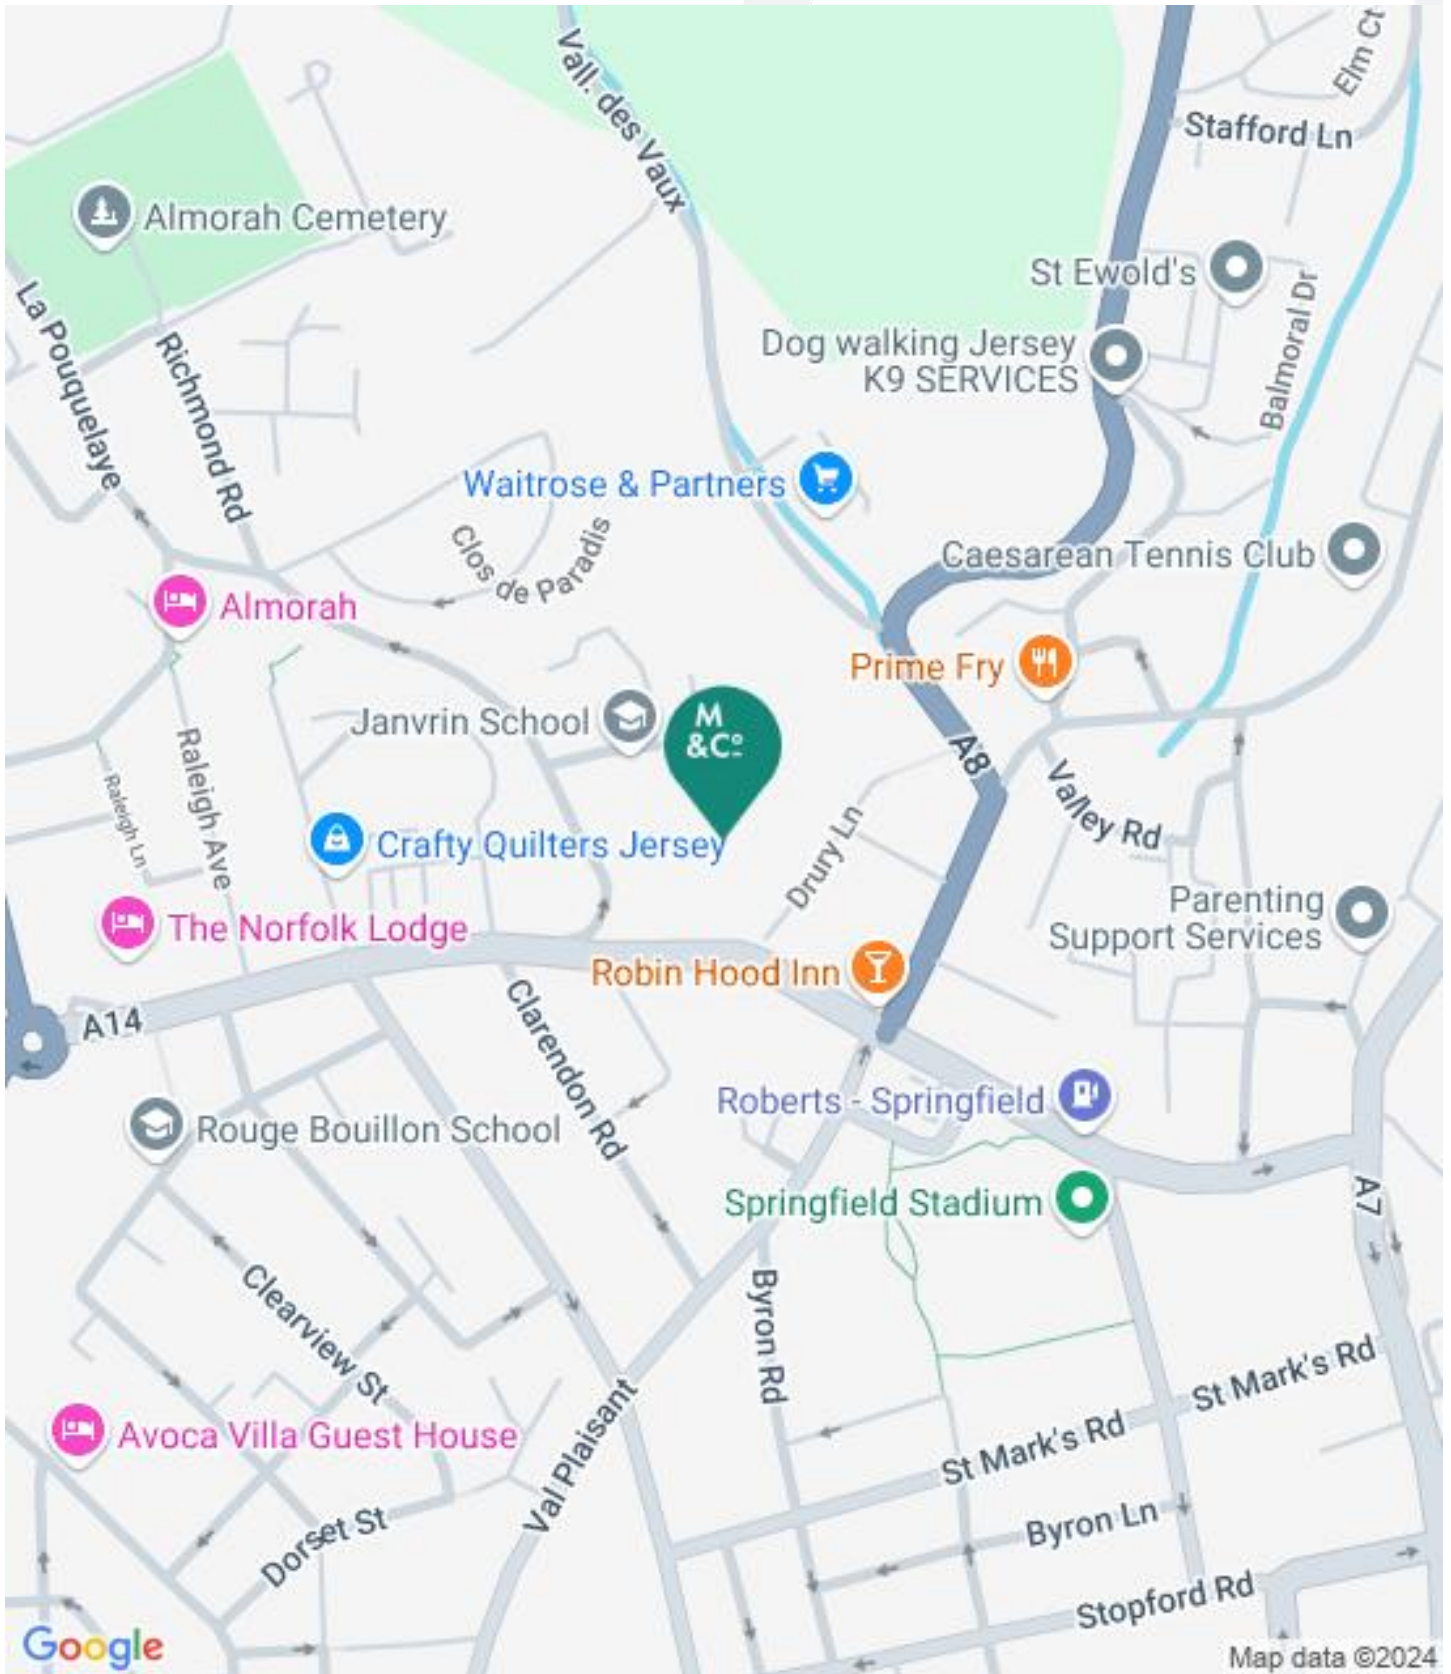 Vall. des Vaux
Elm Ct
Stafford Ln
Almorah Cemetery
St Ewold's
La Pouquelaye
Richmond Rd
Dog walking Jersey
K9 SERVICES
Balmoral Dr
Waitrose & Partners
Clos de Paradis
Caesarean Tennis Club
Almorah
Prime Fry
Janvrin School
M
&Cº
A8
Raleigh Ave
Raleigh Ln
Valley Rd
Crafty Quilters Jersey
Drury Ln
The Norfolk Lodge
Parenting
Support Services
Robin Hood Inn
A14
Clarendon Rd
Roberts - Springfield
Rouge Bouillon School
Springfield Stadium
A7
Clearview St
Byron Rd
St Mark's Rd
St Mark's Rd
Avoca Villa Guest House
Val Plaisant
Dorset St
Byron Ln
Stopford Rd
Google
Map data ©2024